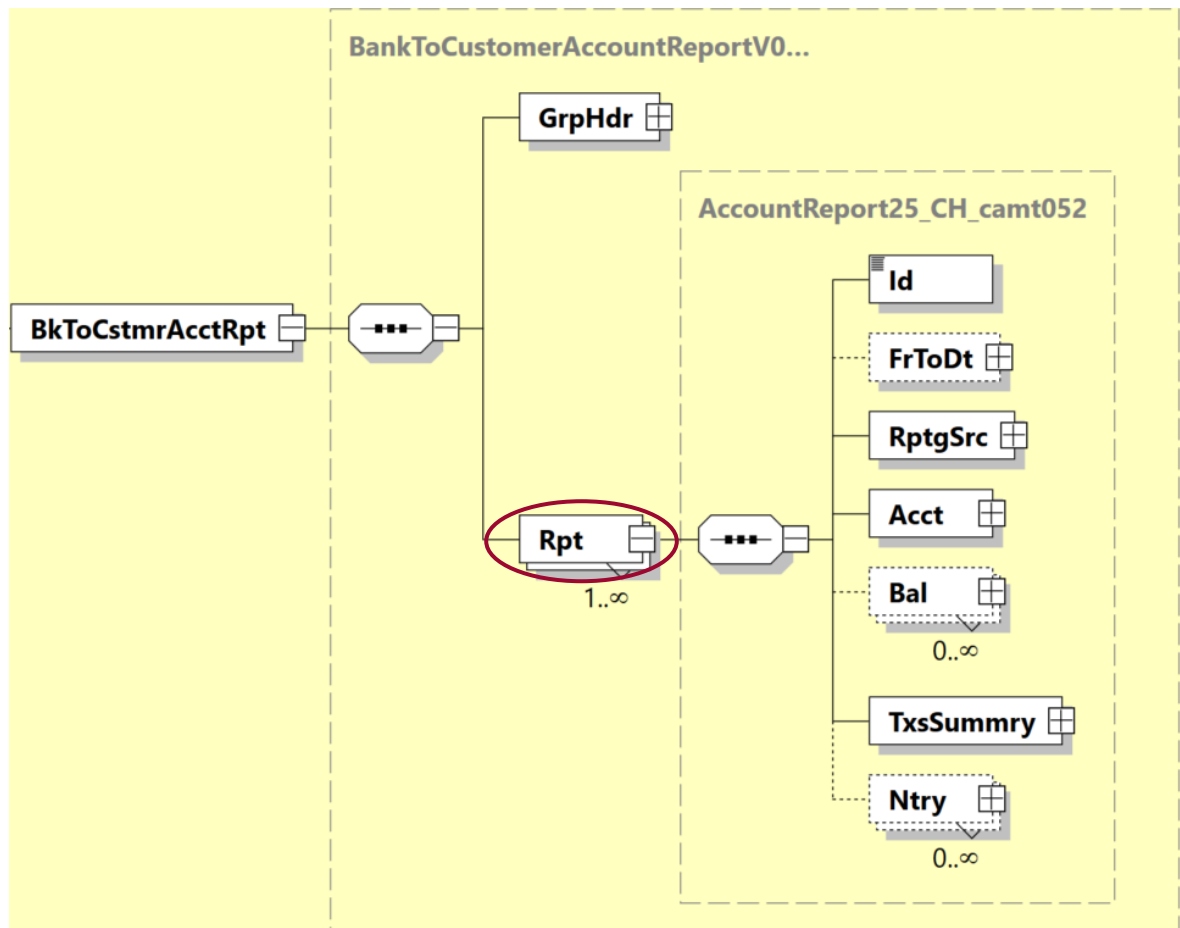 BankToCustomerAccountReportV0...
GrpHdr
AccountReport25_CH_camt052
Id
BkToCstmrAcctRpt
FrToDt
RptgSrc
Acct
Rpt
1..∞
Bal
0..∞
TxsSummry
Ntry
0..∞